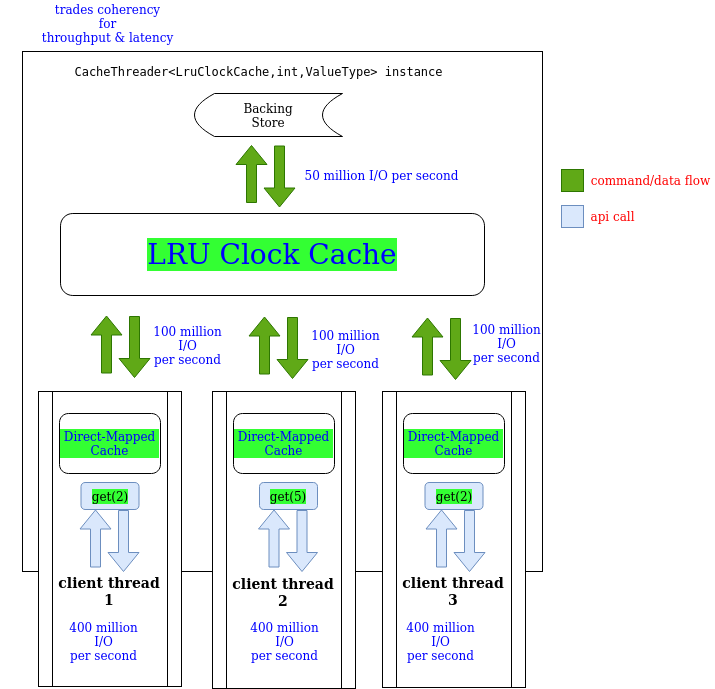 trades coherency
for
throughput & latency
CacheThreader<LruClockCache,int,ValueType> instance
Backing
Store
50 million I/O per second
command/data flow
api call
LRU Clock Cache
100 million
I/O
per second
100 million
I/O
per second
100 million
I/O
per second
Direct-Mapped
Cache
Direct-Mapped
Cache
Direct-Mapped
Cache
get(2)
get(5)
get(2)
client thread
1
client thread
2
client thread
3
400 million
I/O
per second
400 million
I/O
per second
400 million
I/O
per second